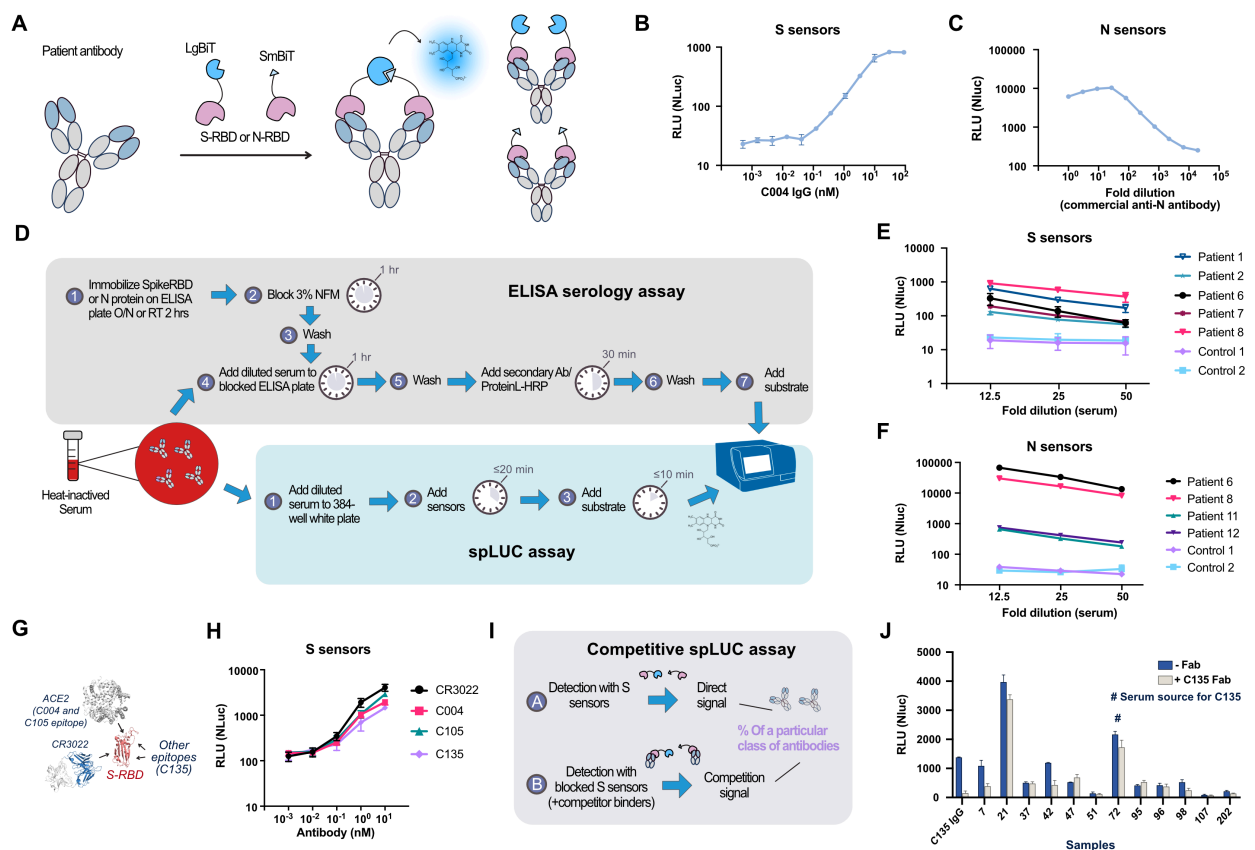 A
Patient antibody
LgBiT
SmBiT
S-RBD or N-RBD
B
S sensors
RLU (NLuc)
1000
100
10
10-3
10-2
10-1
100
101
102
C004 IgG (nM)
C
N sensors
RLU (NLuc)
100000
10000
1000
100
100
101
102
103
104
105
Fold dilution
(commercial anti-N antibody)
D
1 Immobilize SpikeRBD
or N protein on ELISA
plate O/N or RT 2 hrs
2 Block 3% NFM
1 hr
ELISA serology assay
3 Wash
4 Add diluted serum to
blocked ELISA plate
1 hr
5 Wash
Add secondary Ab/
ProteinL-HRP
30 min
6 Wash
7 Add
substrate
Heat-inactived
Serum
1 Add diluted
serum to 384-
well white plate
2 Add
sensors
≤20 min
3 Add
substrate
≤10 min
spLUC assay
E
S sensors
RLU (Nluc)
10000
1000
100
10
1
12.5
25
50
Fold dilution (serum)
Patient 1
Patient 2
Patient 6
Patient 7
Patient 8
Control 1
Control 2
F
N sensors
RLU (Nluc)
100000
10000
1000
100
10
12.5
25
50
Fold dilution (serum)
Patient 6
Patient 8
Patient 11
Patient 12
Control 1
Control 2
G
ACE2
(C004 and
C105 epitope)
CR3022
S-RBD
Other
epitopes
(C135)
H
S sensors
RLU (NLuc)
10000
1000
100
10
10-3
10-2
10-1
100
101
Antibody (nM)
CR3022
C004
C105
C135
I
Competitive spLUC assay
A Detection with S
sensors
Direct
signal
% Of a particular
class of antibodies
B Detection with
blocked S sensors
(+competitor binders)
Competition
signal
J
RLU (Nluc)
5000
4000
3000
2000
1000
0
- Fab
+ C135 Fab
# Serum source for C135
#
C135 IgG
7
21
37
42
47
51
72
95
96
98
107
202
Samples